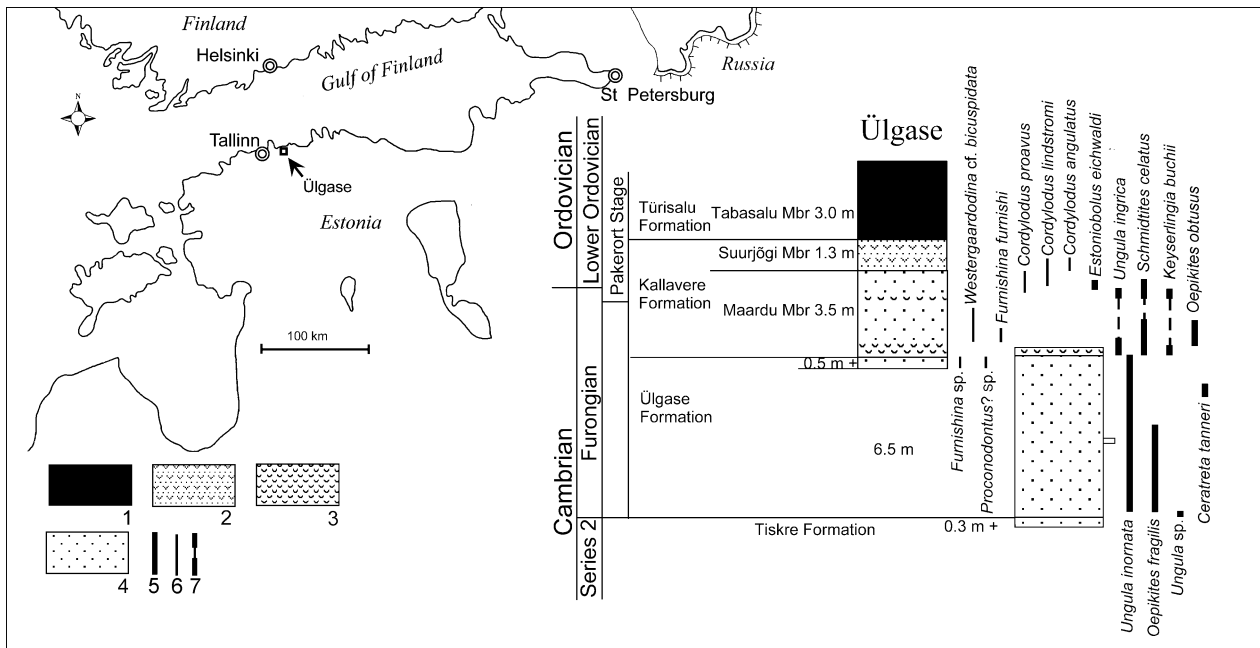 Finland
Helsinki
Gulf of Finland
Russia
St Petersburg
N
Tallinn
Ülgase
Estonia
100 km
1
2
3
4
5
6
7
Ülgase
Ordovician
Lower Ordovician
Pakerort Stage
Cambrian
Furongian
Series 2
Türisalu
Formation
Tabasalu Mbr 3.0 m
Suurjõgi Mbr 1.3 m
Kallavere
Formation
Maardu Mbr 3.5 m
0.5 m +
Ülgase
Formation
6.5 m
Tiskre Formation
0.3 m +
Westergaardodina cf. bicuspidata
Furnishina furnishi
Cordylodus proavus
Cordylodus lindstromi
Cordylodus angulatus
Estoniobolus eichwaldi
Ungula ingrica
Schmidtites celatus
Keyserlingia buchii
Oepikites obtusus
Furnishina sp.
Proconodontus? sp.
Ungula inornata
Oepikites fragilis
Ungula sp.
Ceratreta tanneri